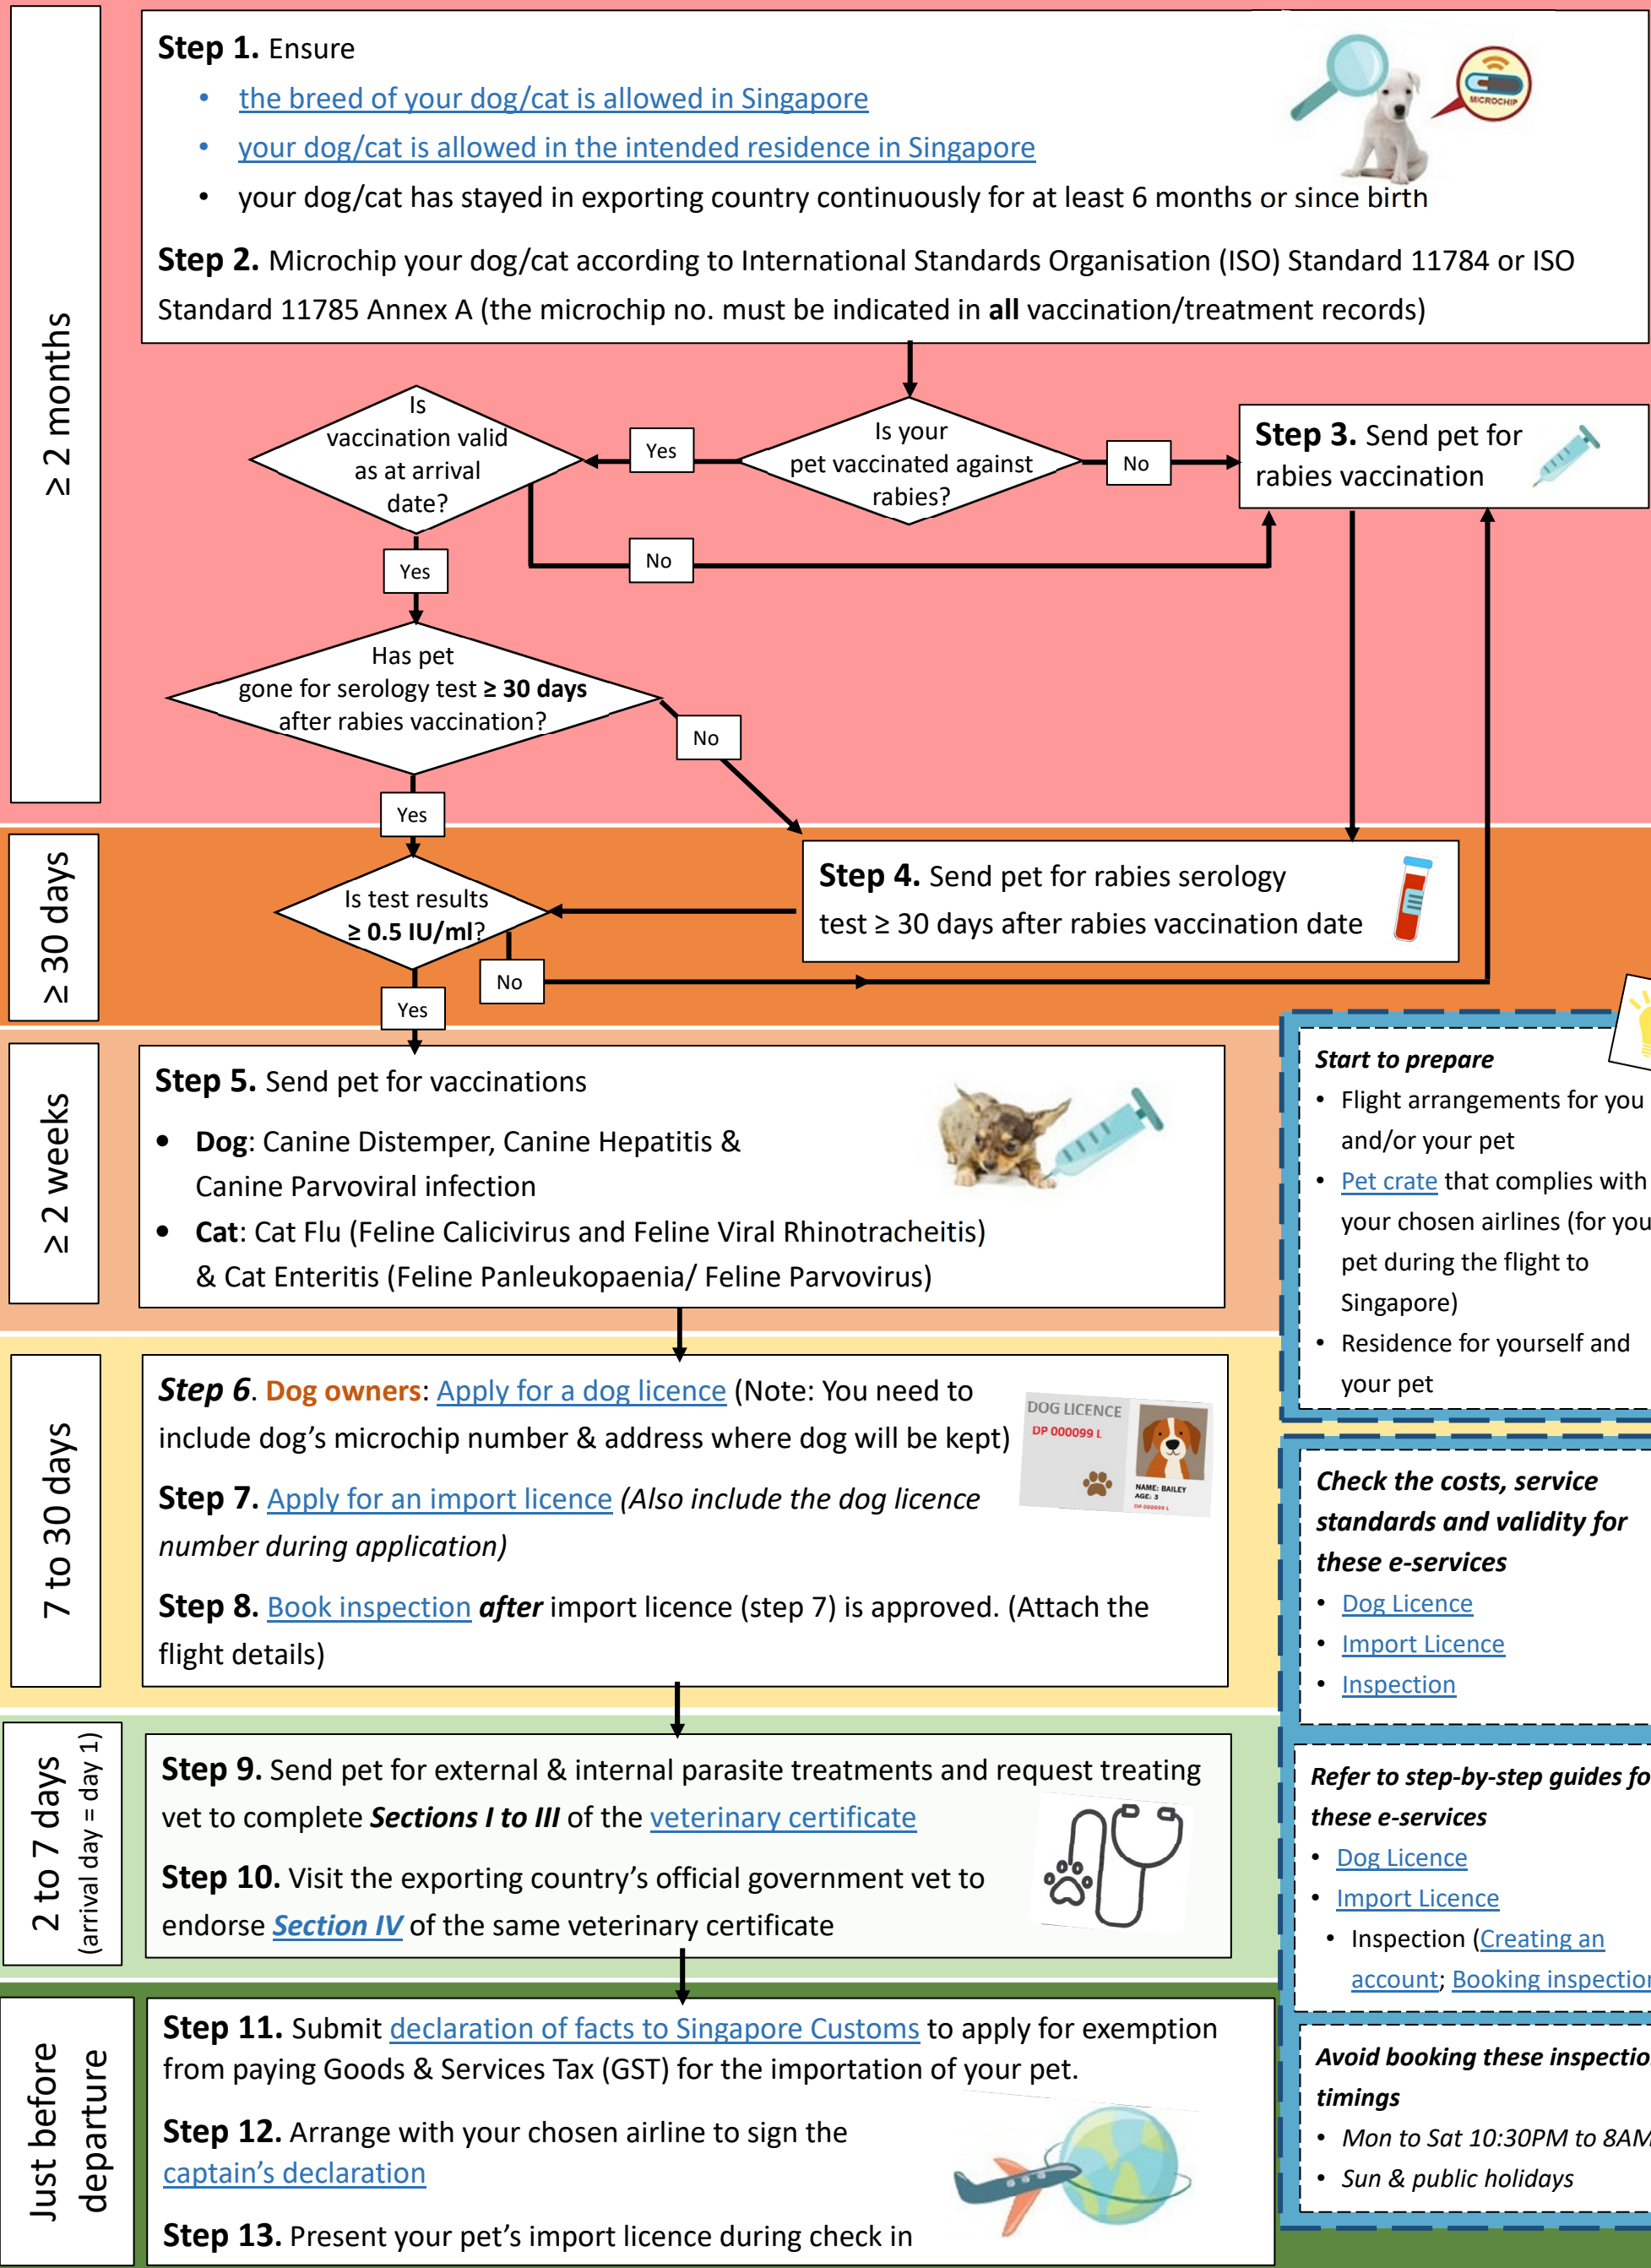 ≥ 2 months
Step 1. Ensure
• the breed of your dog/cat is allowed in Singapore
• your dog/cat is allowed in the intended residence in Singapore
• your dog/cat has stayed in exporting country continuously for at least 6 months or since birth
MICROCHIP
Step 2. Microchip your dog/cat according to International Standards Organisation (ISO) Standard 11784 or ISO
Standard 11785 Annex A (the microchip no. must be indicated in all vaccination/treatment records)
Is
vaccination valid
as at arrival
date?
Yes
Is your
pet vaccinated against
rabies?
No
Step 3. Send pet for
rabies vaccination
No
Yes
Has pet
gone for serology test ≥ 30 days
after rabies vaccination?
No
Yes
≥ 30 days
Is test results
≥ 0.5 IU/ml?
Step 4. Send pet for rabies serology
test ≥ 30 days after rabies vaccination date
No
Yes
≥ 2 weeks
Step 5. Send pet for vaccinations
• Dog: Canine Distemper, Canine Hepatitis &
Canine Parvoviral infection
• Cat: Cat Flu (Feline Calicivirus and Feline Viral Rhinotracheitis)
& Cat Enteritis (Feline Panleukopaenia/ Feline Parvovirus)
Start to prepare
• Flight arrangements for you
and/or your pet
• Pet crate that complies with
your chosen airlines (for you
pet during the flight to
Singapore)
• Residence for yourself and
your pet
7 to 30 days
Step 6. Dog owners: Apply for a dog licence (Note: You need to
include dog's microchip number & address where dog will be kept)
DOG LICENCE
DP 000099 L
NAME: BAILEY
AGE: 3
DP 000099 L
Step 7. Apply for an import licence (Also include the dog licence
number during application)
Step 8. Book inspection after import licence (step 7) is approved. (Attach the
flight details)
Check the costs, service
standards and validity for
these e-services
• Dog Licence
• Import Licence
• Inspection
2 to 7 days
(arrival day = day 1)
Step 9. Send pet for external & internal parasite treatments and request treating
vet to complete Sections I to III of the veterinary certificate
Step 10. Visit the exporting country's official government vet to
endorse Section IV of the same veterinary certificate
Refer to step-by-step guides fo
these e-services
• Dog Licence
• Import Licence
• Inspection (Creating an
account; Booking inspection
Just before
departure
Step 11. Submit declaration of facts to Singapore Customs to apply for exemption
from paying Goods & Services Tax (GST) for the importation of your pet.
Step 12. Arrange with your chosen airline to sign the
captain's declaration
Step 13. Present your pet's import licence during check in
Avoid booking these inspectio
timings
• Mon to Sat 10:30PM to 8AM
• Sun & public holidays